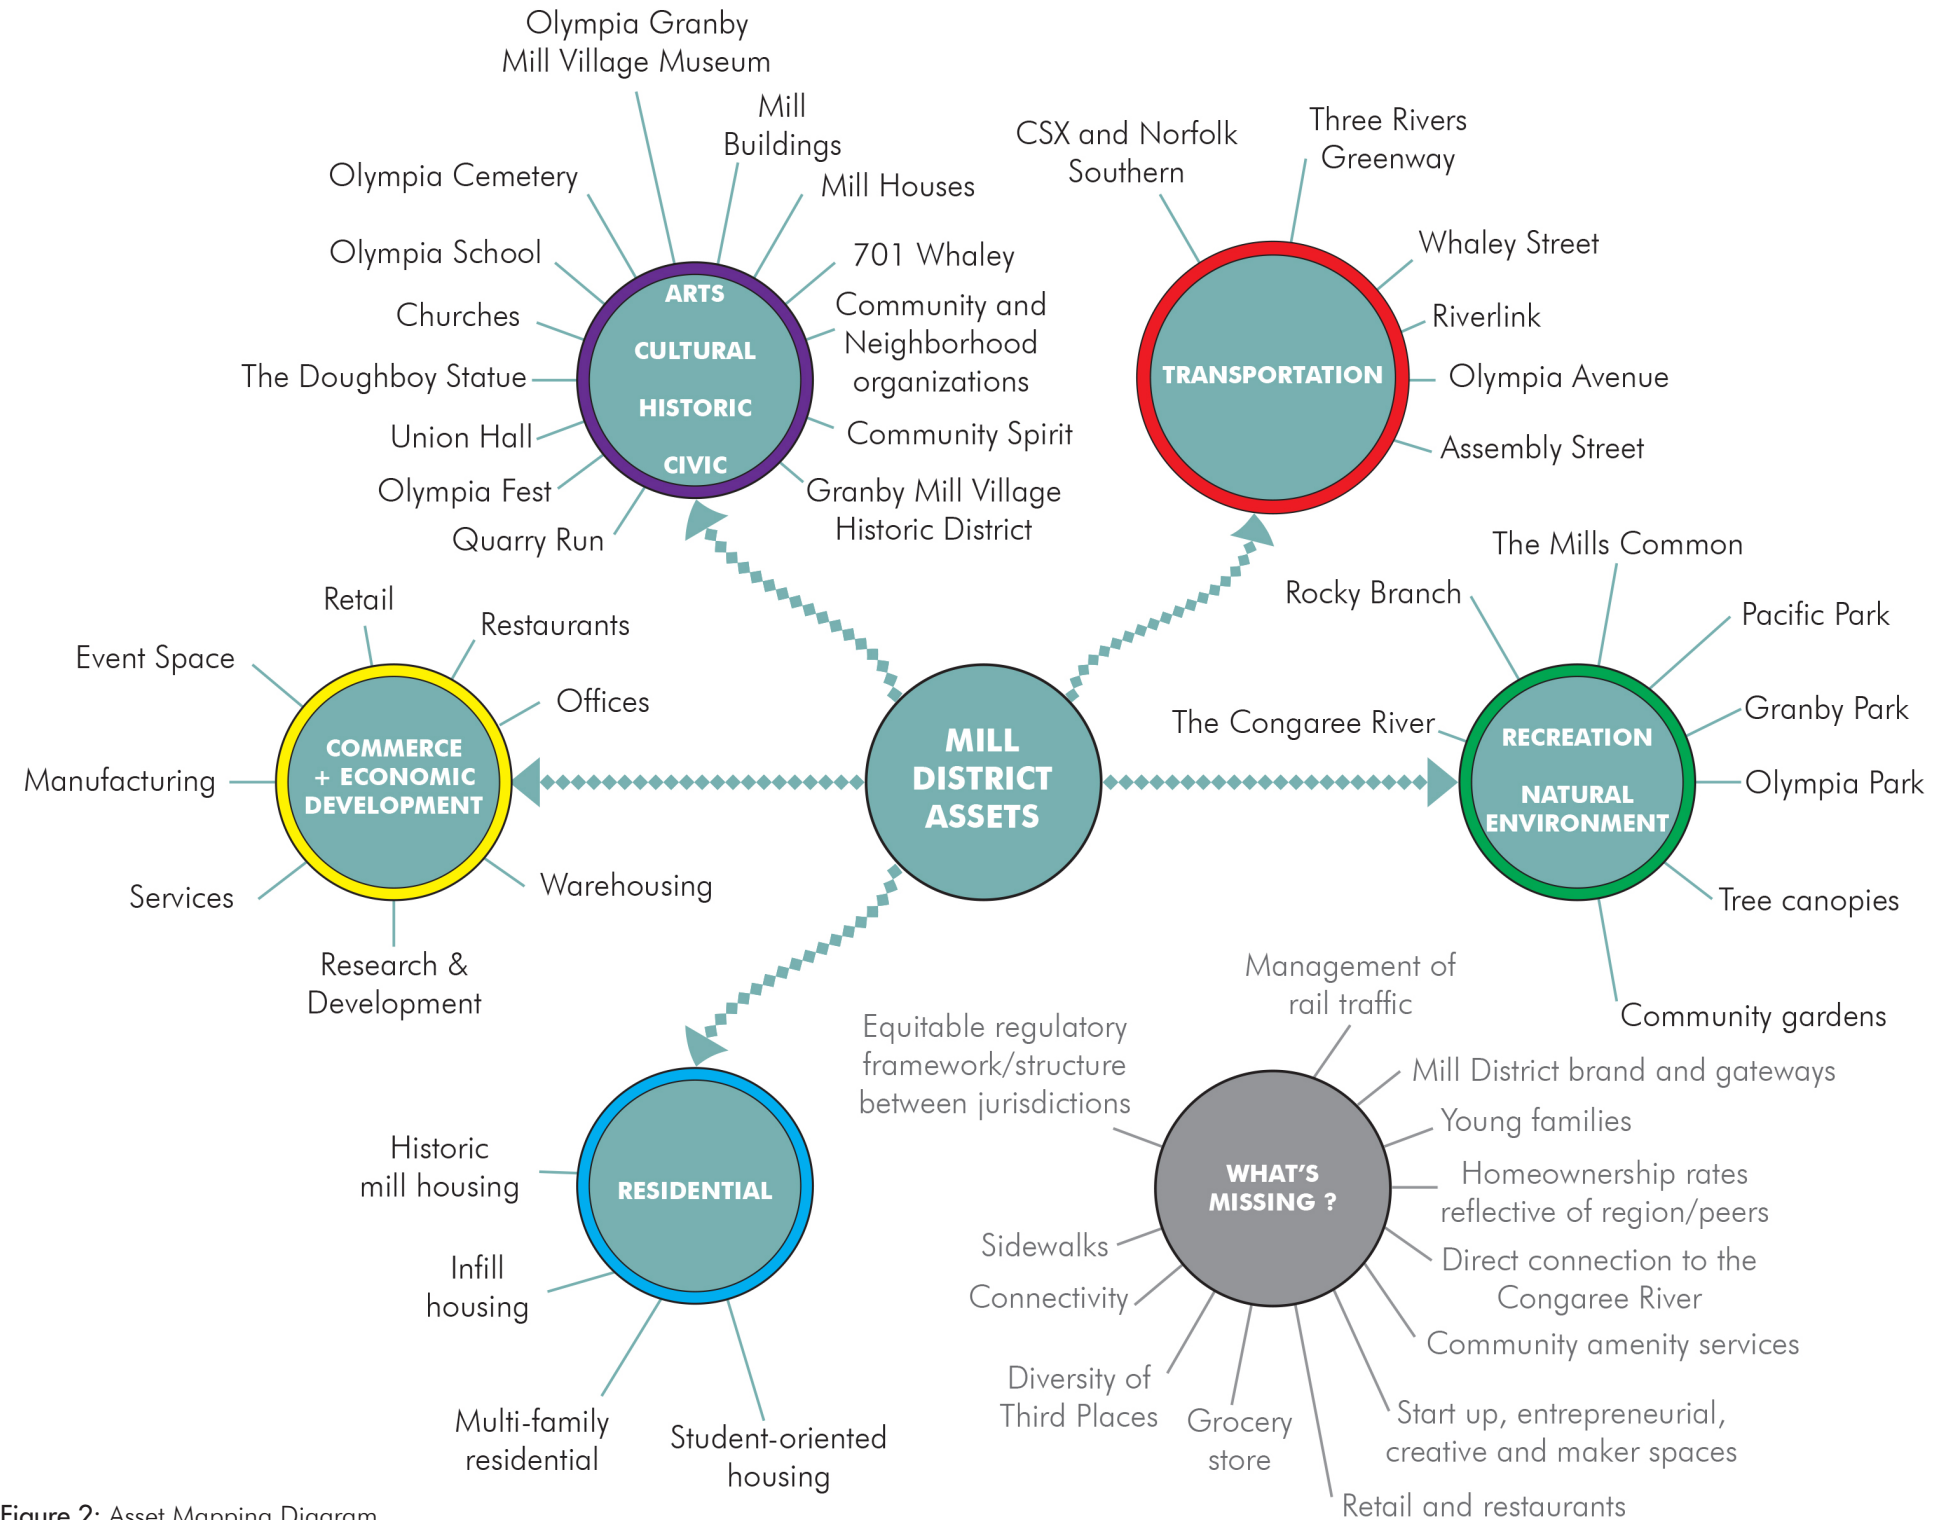 Olympia Granby
Mill Village Museum
Mill
Buildings
Olympia Cemetery
Mill Houses
Olympia School
701 Whaley
Churches
Community and
Neighborhood
organizations
The Doughboy Statue
Union Hall
Community Spirit
Olympia Fest
Granby Mill Village
Historic District
Quarry Run
ARTS
CULTURAL
HISTORIC
CIVIC
CSX and Norfolk
Southern
Three Rivers
Greenway
Whaley Street
Riverlink
Olympia Avenue
Assembly Street
TRANSPORTATION
Retail
Restaurants
Event Space
Offices
Manufacturing
Services
Warehousing
Research &
Development
COMMERCE
+ ECONOMIC
DEVELOPMENT
MILL
DISTRICT
ASSETS
The Mills Common
Rocky Branch
Pacific Park
The Congaree River
Granby Park
Olympia Park
Tree canopies
Community gardens
RECREATION
NATURAL
ENVIRONMENT
Historic
mill housing
Infill
housing
Multi-family
residential
Student-oriented
housing
RESIDENTIAL
Management of
rail traffic
Equitable regulatory
framework/structure
between jurisdictions
Mill District brand and gateways
Young families
Homeownership rates
reflective of region/peers
Direct connection to the
Congaree River
Community amenity services
Start up, entrepreneurial,
creative and maker spaces
Retail and restaurants
Grocery
store
Diversity of
Third Places
Connectivity
Sidewalks
WHAT'S
MISSING ?
Figure 2: Asset Mapping Diagram